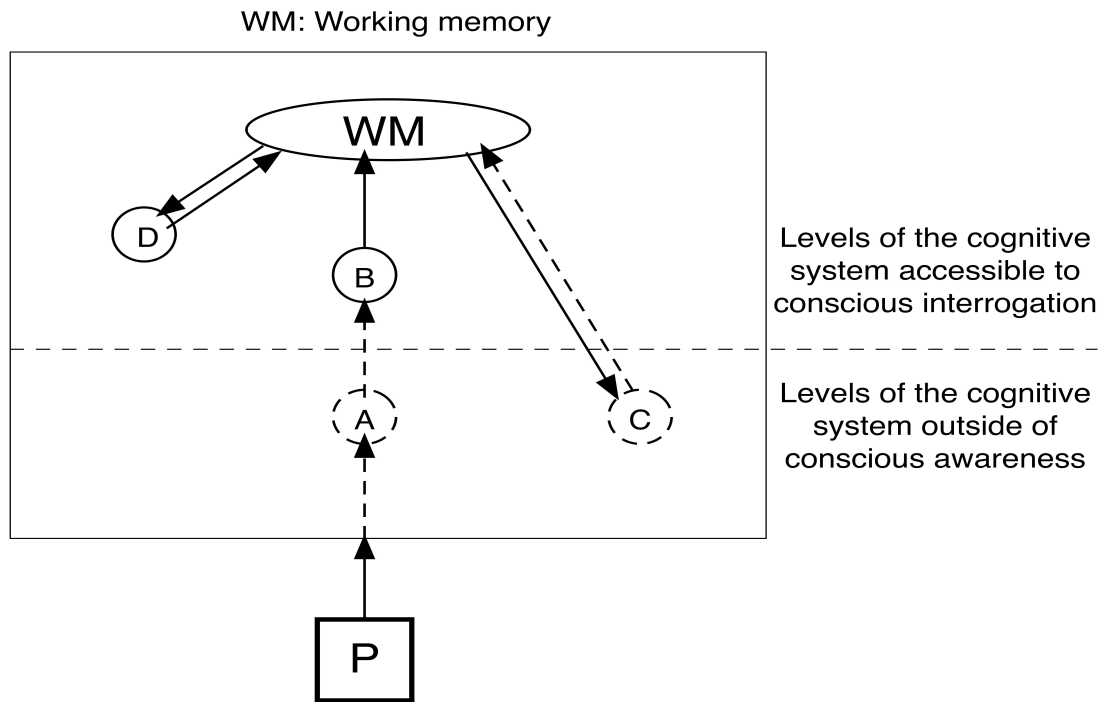 WM: Working memory
WM
D
B
Levels of the cognitive
system accessible to
conscious interrogation
A
C
Levels of the cognitive
system outside of
conscious awareness
P